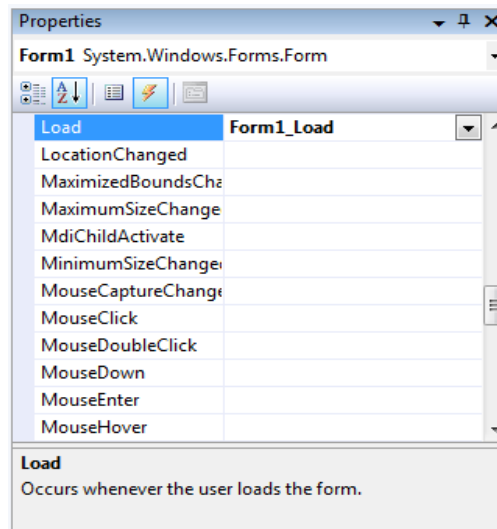 Properties
Form1 System.Windows.Forms.Form
Load Form1_Load
LocationChanged
MaximizedBoundsCha
MaximumSizeChange
MdiChildActivate
MinimumSizeChange
MouseCaptureChange
MouseClick
MouseDoubleClick
MouseDown
MouseEnter
MouseHover
Load
Occurs whenever the user loads the form.